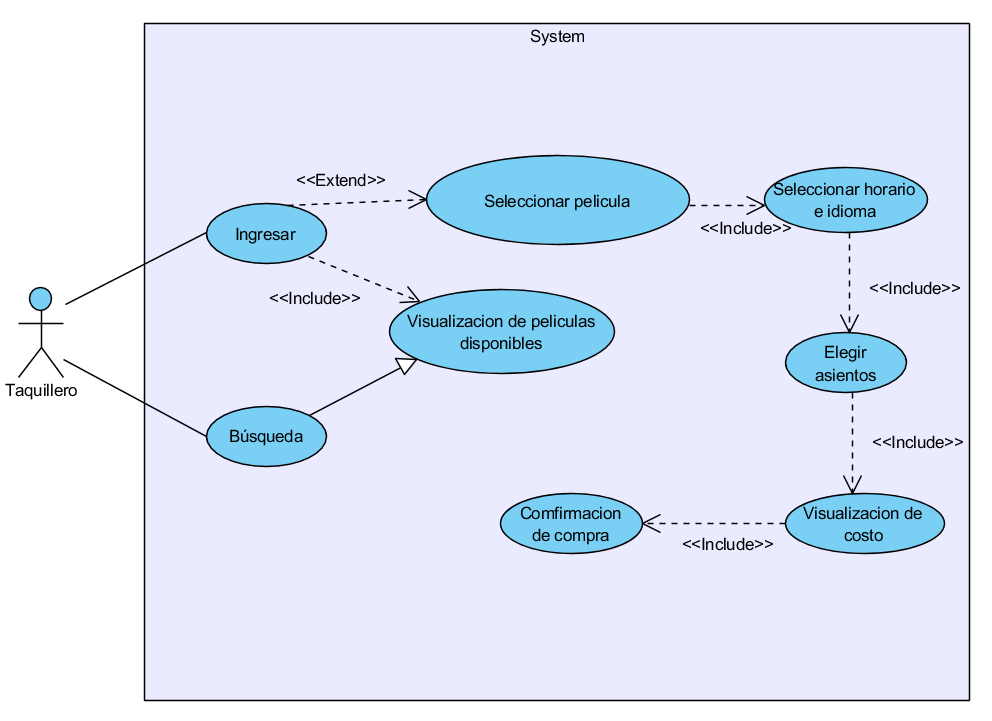 System
<<Extend>>
Seleccionar pelicula
Seleccionar horario
e idioma
<<Include>>
Ingresar
<<Include>>
<<Include>>
Visualizacion de peliculas
disponibles
Elegir
asientos
Taquillero
Búsqueda
<<Include>>
Comfirmacion
de compra
Visualizacion de
costo
<<Include>>